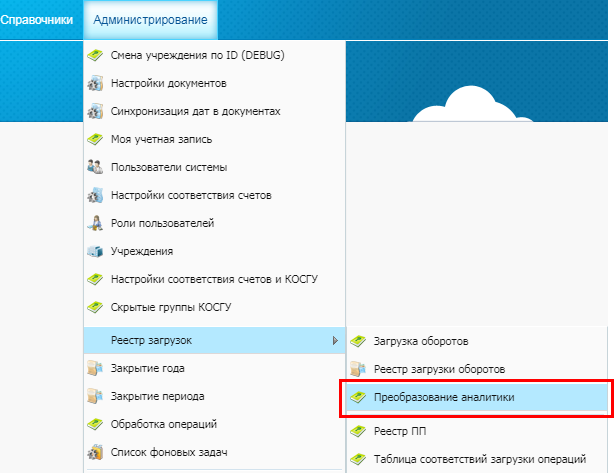 Справочники
Администрирование
Смена учреждения по ID (DEBUG)
Настройки документов
Синхронизация дат в документах
Моя учетная запись
Пользователи системы
Настройки соответствия счетов
Роли пользователей
Учреждения
Настройки соответствия счетов и КОСГУ
Скрытые группы КОСГУ
Реестр загрузок
Закрытие года
Закрытие периода
Обработка операций
Список фоновых задач
Загрузка оборотов
Реестр загрузки оборотов
Преобразование аналитики
Реестр ПП
Таблица соответствий загрузки операций